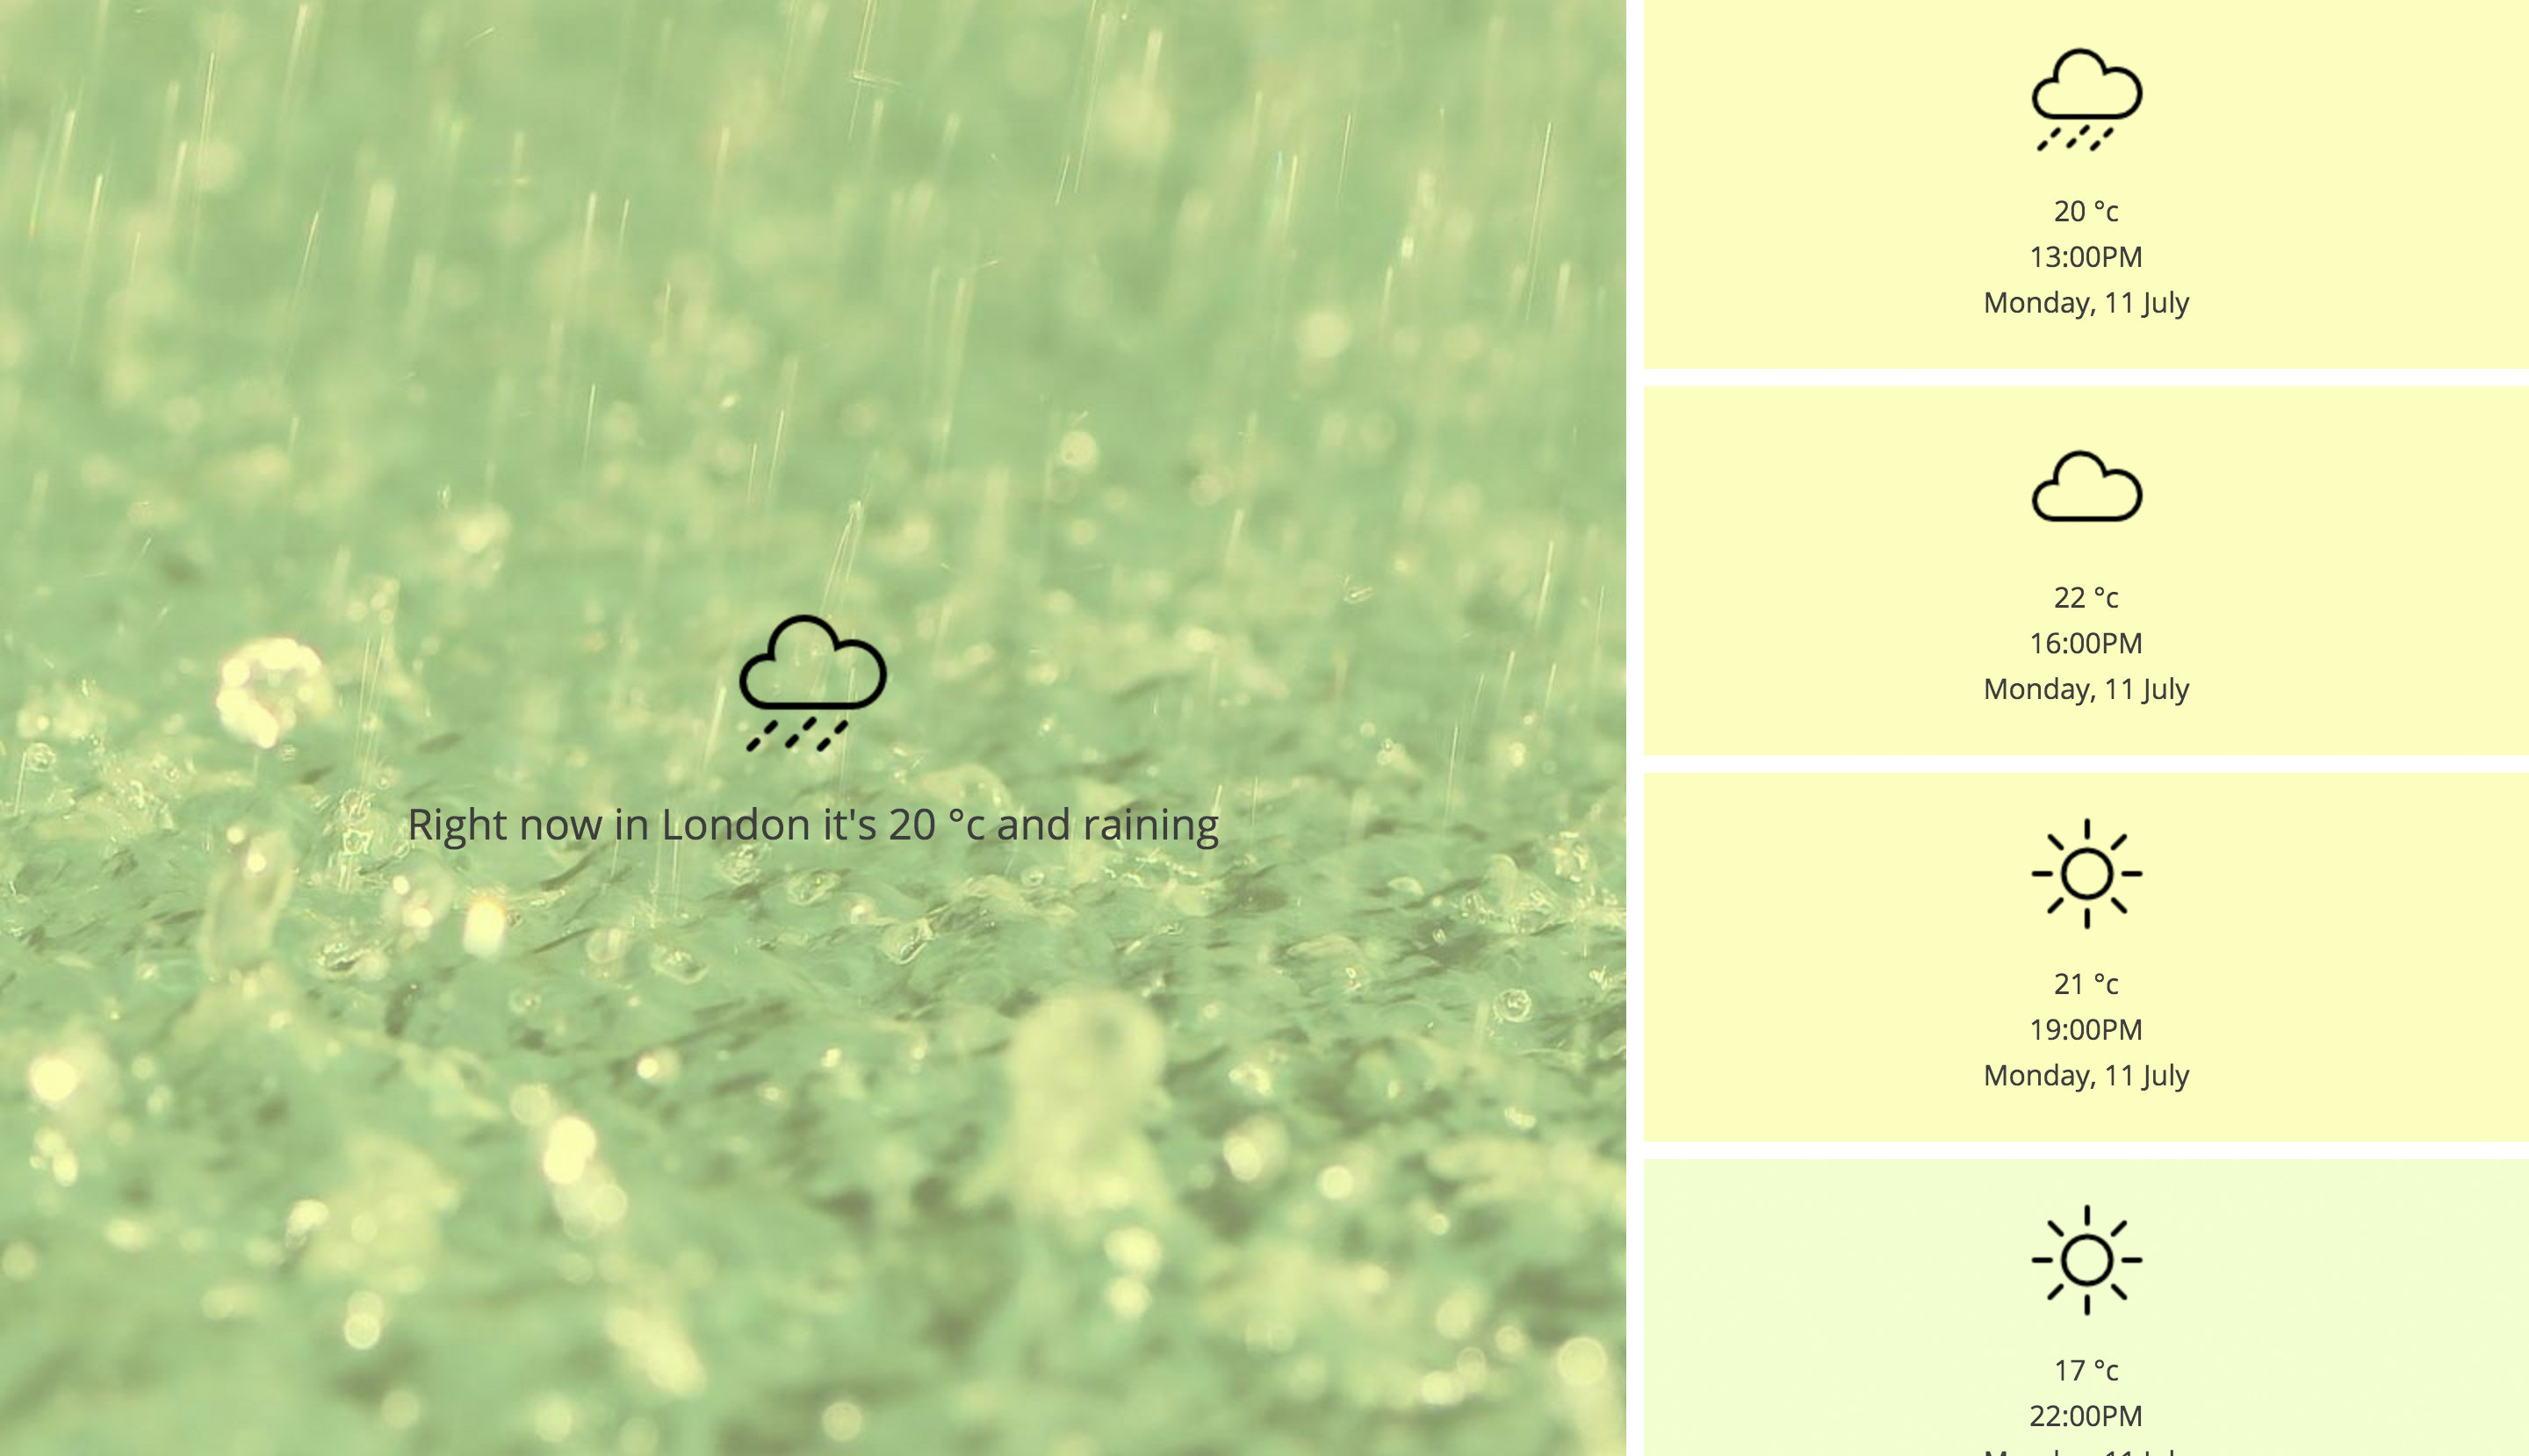 Right now in London it's 20 °c and raining
20 °c
13:00PM
Monday, 11 July
22 °c
16:00PM
Monday, 11 July
21 °c
19:00PM
Monday, 11 July
17 °c
22:00PM